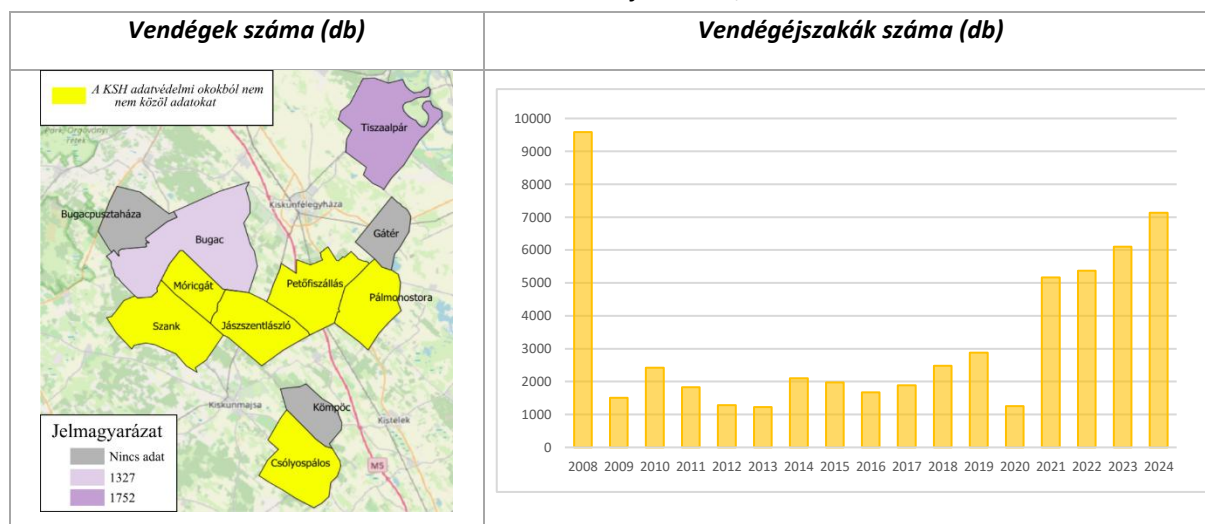 Vendégek száma (db)
Vendégéjszakák száma (db)
A KSH adatvédelmi okokból nem
nem közöl adatokat
Tiszaalpár
Kiskunfélegyháza
Bugacpusztaháza
Gátér
Bugac
Petőfiszállás
Móricgát
Pálmonostora
Szank
Jászszentlászló
Kiskunmajsa
Kömpöc
Kistelek
Csólyospálos
M5
Jelmagyarázat
Nincs adat
1327
1752
10000
9000
8000
7000
6000
5000
4000
3000
2000
1000
0
2008 2009 2010 2011 2012 2013 2014 2015 2016 2017 2018 2019 2020 2021 2022 2023 2024